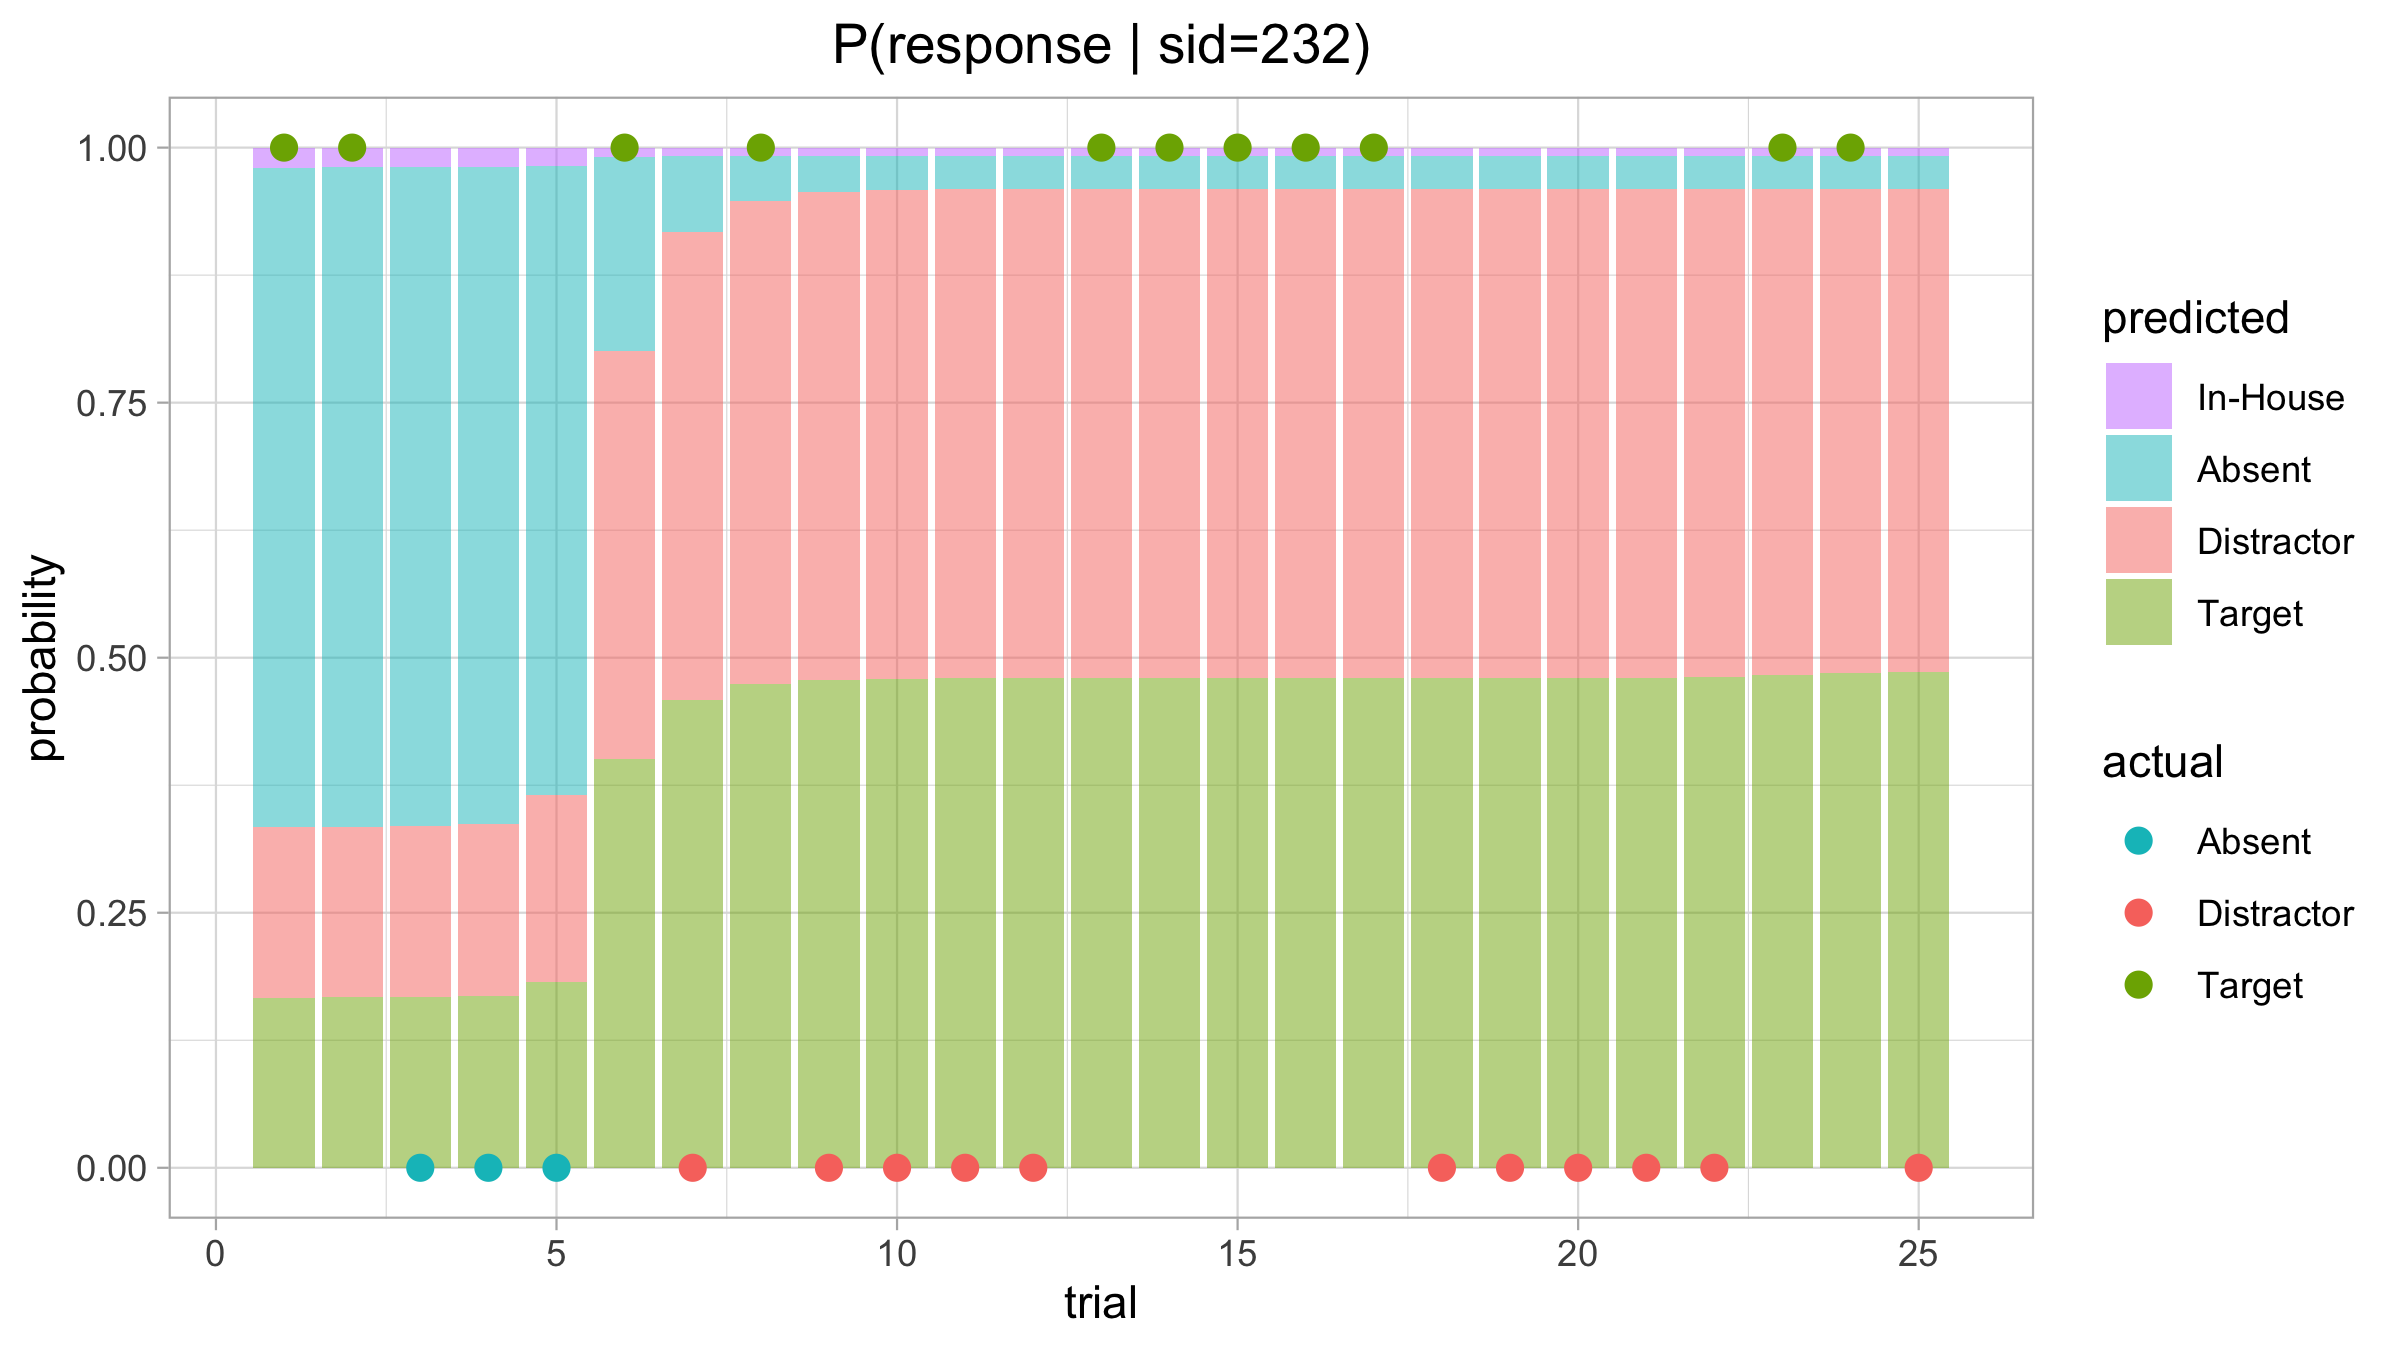 P(response | sid=232)
probability
1.00
0.75
0.50
0.25
0.00
0 5 10 15 20 25
trial
predicted
In-House
Absent
Distractor
Target
actual
Absent
Distractor
Target